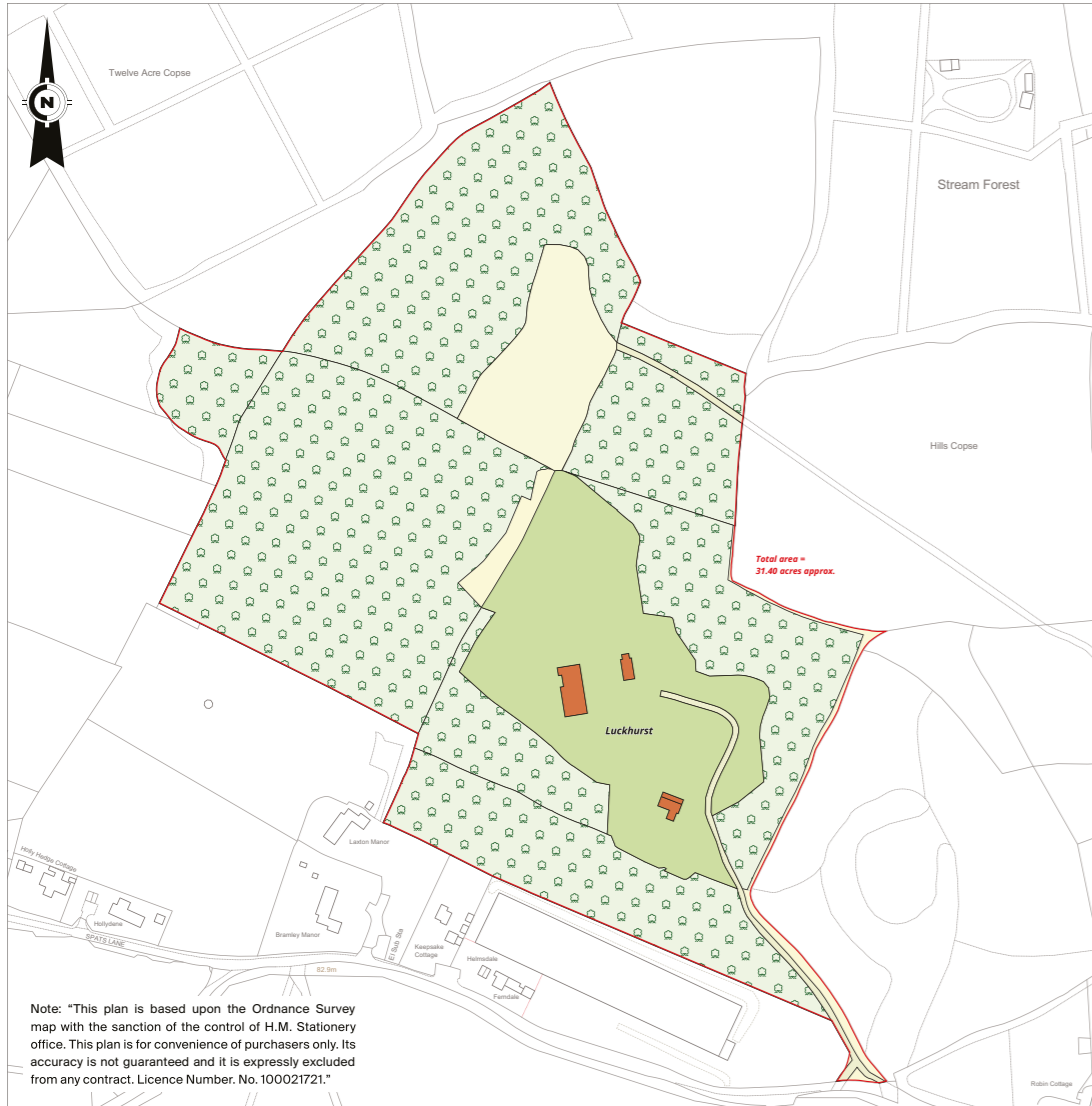 Twelve Acre Copse
N
Stream Forest
Hills Copse
Total area =
31.40 acres approx.
Luckhurst
Laxton Manor
Holly Hedge Cottage
Hollydene
SPATS LANE
Bramley Manor
El Sub Sta
Keepsake
Cottage
Helmsdale
Ferndale
82.9m
Robin Cottage
Note: “This plan is based upon the Ordnance Survey
map with the sanction of the control of H.M. Stationery
office. This plan is for convenience of purchasers only. Its
accuracy is not guaranteed and it is expressly excluded
from any contract. Licence Number. No. 100021721.”